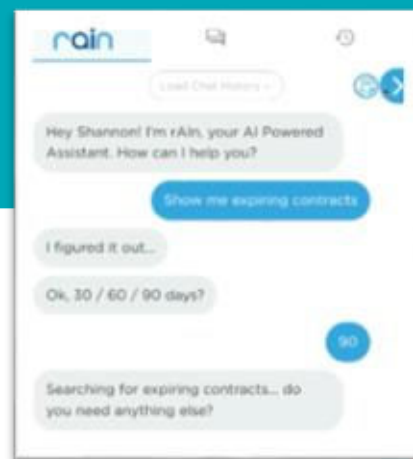 rain
Load Chat History
Hey Shannon! I'm rAIn, your AI Powered
Assistant. How can I help you?
Show me expiring contracts
I figured it out...
Ok, 30 / 60 / 90 days?
90
Searching for expiring contracts... do
you need anything else?